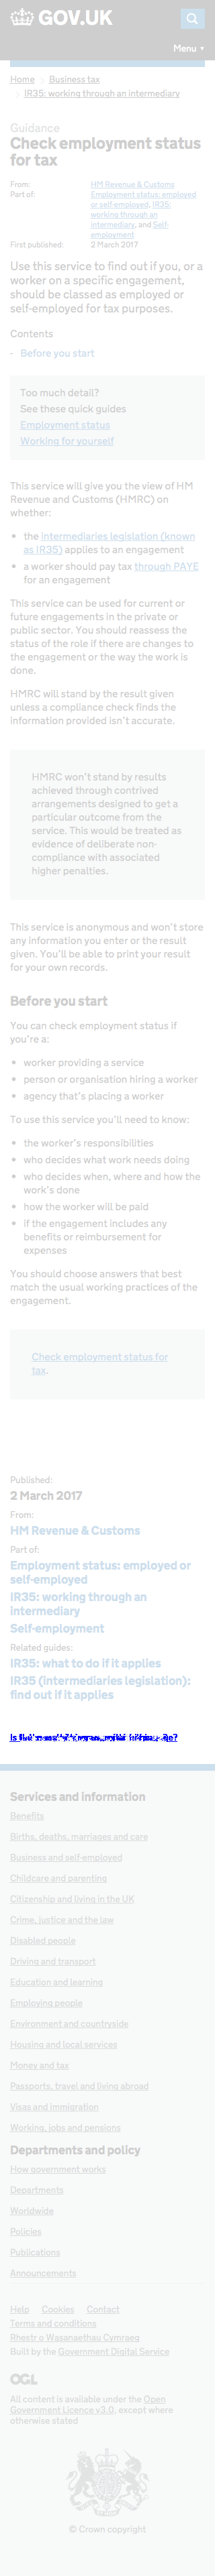 GOV.UK
Menu ▼
Home
Business tax
IR35: working through an intermediary
Guidance
Check employment status
for tax
From:
HM Revenue & Customs
Part of:
Employment status: employed
or self-employed, IR35:
working through an
intermediary, and Self-
employment
First published:
2 March 2017
Use this service to find out if you, or a
worker on a specific engagement,
should be classed as employed or
self-employed for tax purposes.
Contents
- Before you start
Too much detail?
See these quick guides
Employment status
Working for yourself
This service will give you the view of HM
Revenue and Customs (HMRC) on
whether:
• the intermediaries legislation (known
as IR35) applies to an engagement
• a worker should pay tax through PAYE
for an engagement
This service can be used for current or
future engagements in the private or
public sector. You should reassess the
status of the role if there are changes to
the engagement or the way the work is
done.
HMRC will stand by the result given
unless a compliance check finds the
information provided isn't accurate.
HMRC won't stand by results
achieved through contrived
arrangements designed to get a
particular outcome from the
service. This would be treated as
evidence of deliberate non-
compliance with associated
higher penalties.
This service is anonymous and won't store
any information you enter or the result
given. You'll be able to print your result
for your own records.
Before you start
You can check employment status if
you're a:
• worker providing a service
• person or organisation hiring a worker
• agency that's placing a worker
To use this service you'll need to know:
• the worker's responsibilities
• who decides what work needs doing
• who decides when, where and how the
work's done
• how the worker will be paid
• if the engagement includes any
benefits or reimbursement for
expenses
You should choose answers that best
match the usual working practices of the
engagement.
Check employment status for
tax.
Published:
2 March 2017
From:
HM Revenue & Customs
Part of:
Employment status: employed or
self-employed
IR35: working through an
intermediary
Self-employment
Related guides:
IR35: what to do if it applies
IR35 (intermediaries legislation):
find out if it applies
Services and information
Benefits
Births, deaths, marriages and care
Business and self-employed
Childcare and parenting
Citizenship and living in the UK
Crime, justice and the law
Disabled people
Driving and transport
Education and learning
Employing people
Environment and countryside
Housing and local services
Money and tax
Passports, travel and living abroad
Visas and immigration
Working, jobs and pensions
Departments and policy
How government works
Departments
Worldwide
Policies
Publications
Announcements
Help Cookies Contact
Terms and conditions
Rhestr o Wasanaethau Cymraeg
Built by the Government Digital Service
OGL
All content is available under the Open
Government Licence v3.0, except where
otherwise stated
© Crown copyright